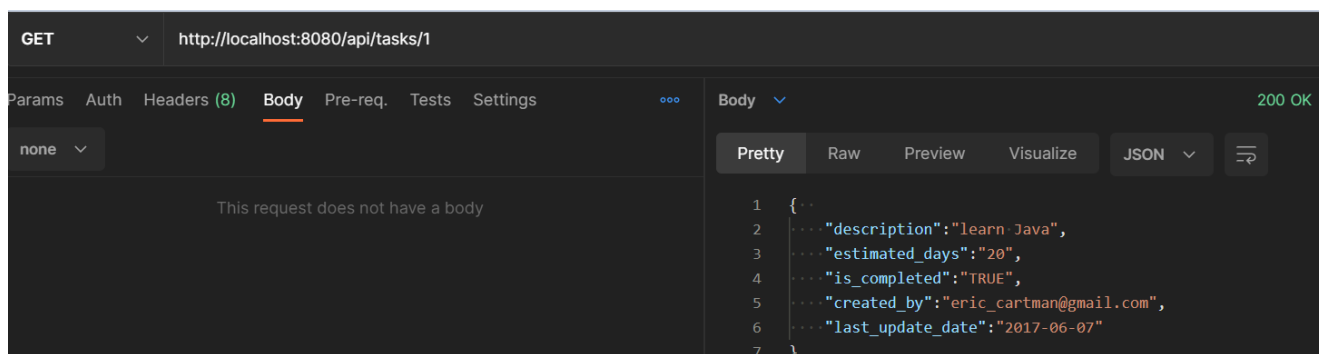 GET http://localhost:8080/api/tasks/1
Params Auth Headers (8) Body Pre-req. Tests Settings
none
This request does not have a body
Body 200 OK
Pretty Raw Preview Visualize JSON
1 {
2 "description":"learn Java",
3 "estimated_days":"20",
4 "is_completed":"TRUE",
5 "created_by":"eric_cartman@gmail.com",
6 "last_update_date":"2017-06-07"
7 }